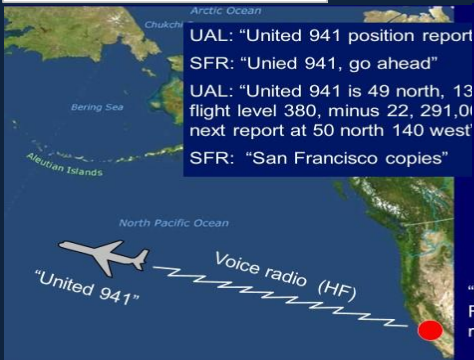 Arctic Ocean
Chukchi
UAL: “United 941 position report
SFR: “Unied 941, go ahead”
UAL: “United 941 is 49 north, 13
flight level 380, minus 22, 291,0
next report at 50 north 140 west
SFR: “San Francisco copies”
Bering Sea
Aleutian Islands
North Pacific Ocean
Voice radio (HF)
“United 941”